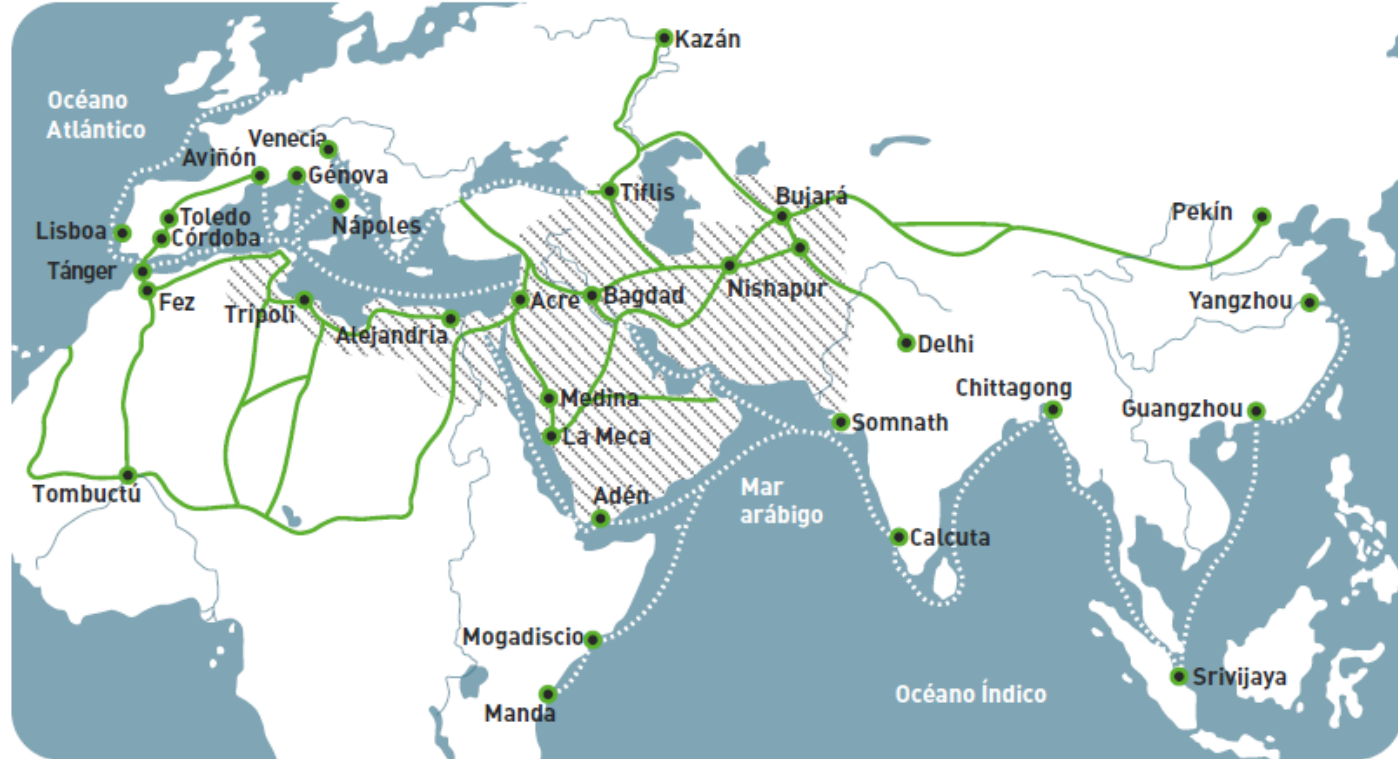 Kazán
Océano
Atlántico
Venecia
Aviñón
Génova
Tiflis
Bujará
Toledo
Nápoles
Pekín
Lisboa
Córdoba
Tánger
Fez
Acre
Bagdad
Nishapur
Yangzhou
Trípoli
Alejandría
Delhi
Chittagong
Medina
Guangzhou
Somnath
La Meca
Tombuctú
Adén
Mar
arábigo
Calcuta
Mogadiscio
Srivijaya
Océano Índico
Manda